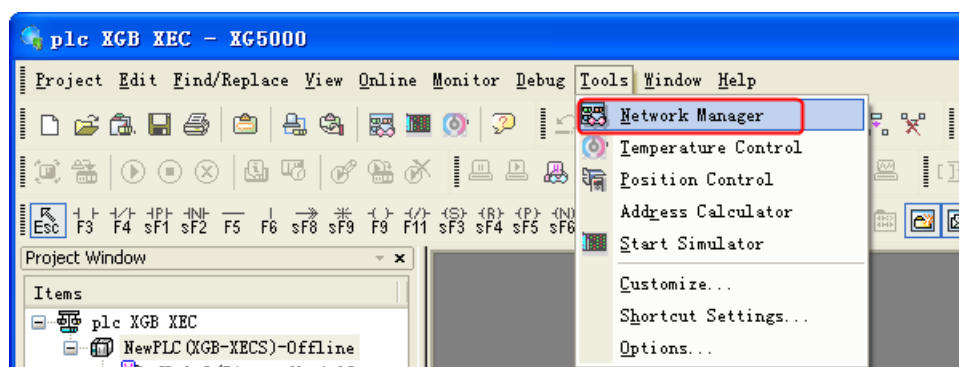 plc XGB XEC - XG5000
Project Edit Find/Replace View Online Monitor Debug Tools Window Help
Network Manager
Temperature Control
Position Control
Address Calculator
Start Simulator
Customize...
Shortcut Settings...
Options...
Esc F3 F4 sF1 sF2 F5 F6 sF8 sF9 F9 F11 sF3 sF4 sF5 sF6
Project Window
Items
plc XGB XEC
NewPLC(XGB-XECS)-Offline